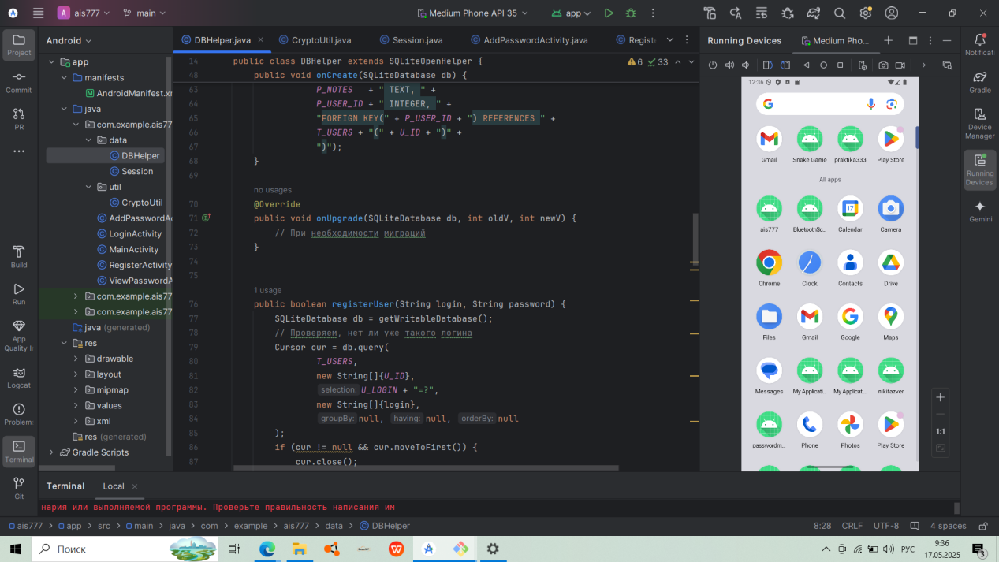 A ais777 main Medium Phone API 35 app
Project
Commit
PR
Build
Run
App
Quality I
Logcat
Problem
Terminal
Git
Android
app
manifests
AndroidManifest.xr
java
com.example.ais77
data
DBHelper
Session
util
CryptoUtil
AddPasswordA
LoginActivity
MainActivity
RegisterActivity
ViewPasswordA
com.example.ais77
com.example.ais77
java (generated)
res
drawable
layout
mipmap
values
xml
res (generated)
Gradle Scripts
DBHelper.java CryptoUtil.java Session.java AddPasswordActivity.java Regist
6 33
14 public class DBHelper extends SQLiteOpenHelper {
48 public void onCreate(SQLiteDatabase db) {
63 P_NOTES + " TEXT, " +
64 P_USER_ID + " INTEGER, " +
65 "FOREIGN KEY(" + P_USER_ID + ") REFERENCES " +
66 T_USERS + "(" + U_ID + ")" +
67 ")");
68 }
69
no usages
70 @Override
71 public void onUpgrade(SQLiteDatabase db, int oldV, int newV) {
72 // При необходимости миграций
73 }
74
75
1 usage
76 public boolean registerUser(String login, String password) {
77 SQLiteDatabase db = getWritableDatabase();
78 // Проверяем, нет ли уже такого логина
79 Cursor cur = db.query(
80 T_USERS,
81 new String[]{U_ID},
82 selection: U_LOGIN + "=?",
83 new String[]{login},
84 groupBy: null, having: null, orderBy: null
85 );
86 if (cur != null && cur.moveToFirst()) {
87 cur.close();
Running Devices Medium Pho...
12:36
Gmail Snake Game praktika333 Play Store
All apps
ais777 BluetoothSc... Calendar Camera
Chrome Clock Contacts Drive
Files Gmail Google Maps
Messages My Applicati... My Applicati... nikitazver
passwordm... Phone Photos Play Store
1:1
Notificat
Gradle
Device
Manager
Running
Devices
Gemini
Terminal Local
нария или выполняемой программы. Проверьте правильность написания им
ais777 > app > src > main > java > com > example > ais777 > data > DBHelper 8:28 CRLF UTF-8 4 spaces
Поиск
РУС
9:36
17.05.2025
3